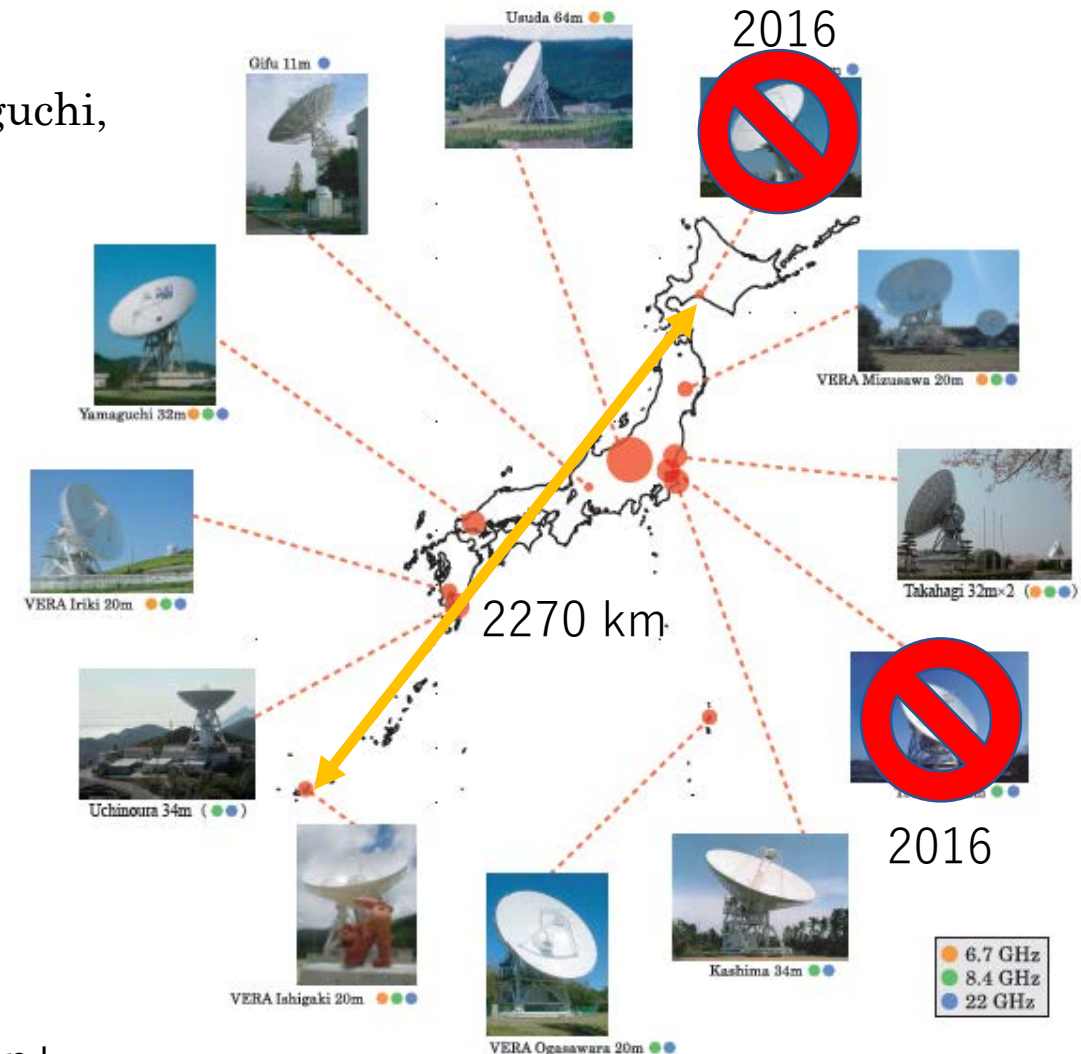 guchi,
Usuda 64m
2016
Gifu 11m
VERA Mizusawa 20m
Yamaguchi 32m
Takahagi 32m×2 ( )
VERA Iriki 20m
2270 km
Uchinoura 34m ( )
2016
Kashima 34m
VERA Ishigaki 20m
6.7 GHz
8.4 GHz
22 GHz
VERA Ogasawara 20m